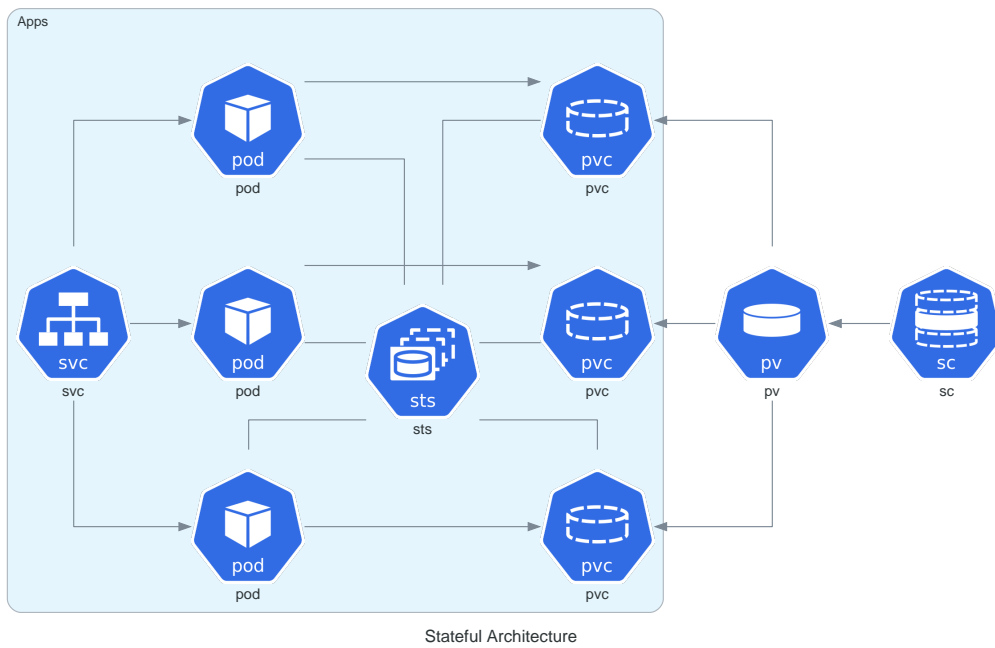 Apps
pod
pod
pvc
pvc
svc
svc
pod
pod
sts
sts
pvc
pvc
pv
pv
sc
sc
pod
pod
pvc
pvc
Stateful Architecture